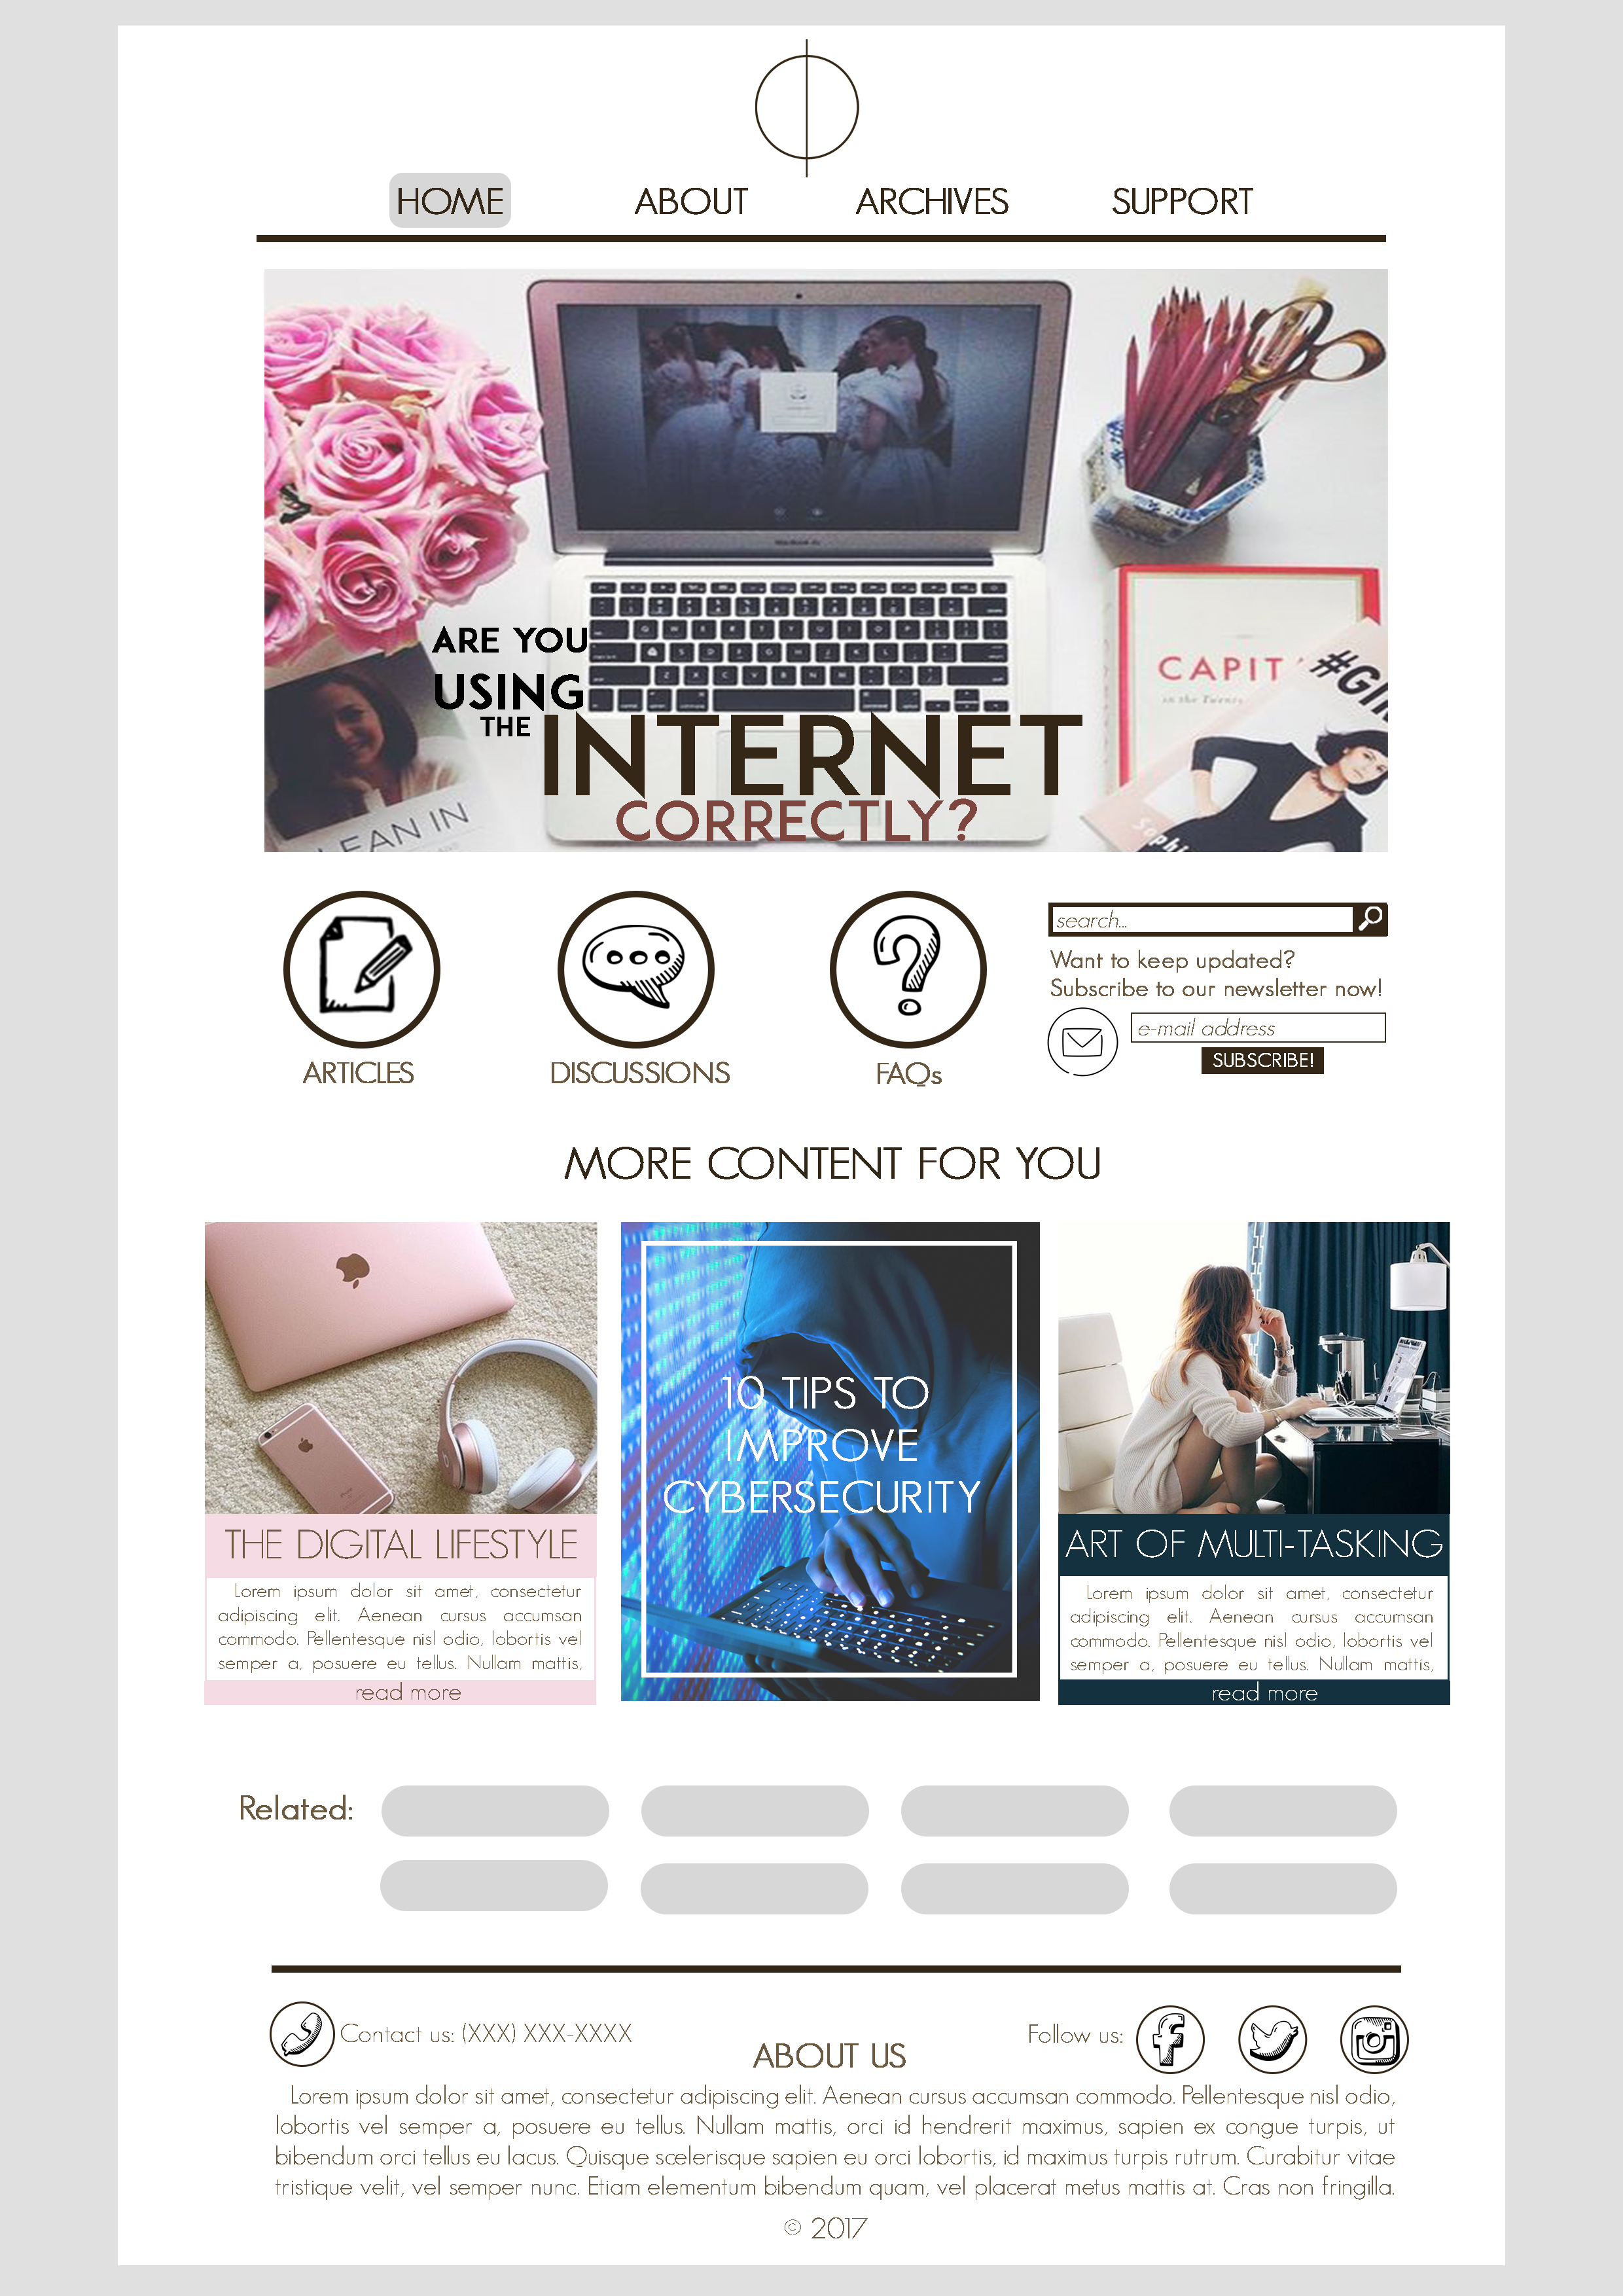 HOME ABOUT ARCHIVES SUPPORT
MacBook Air
ARE YOU
USING
THE INTERNET
CORRECTLY?
LEAN IN
CAPIT
in the Twenty
#GI
Sophi
search...
Want to keep updated?
Subscribe to our newsletter now!
e-mail address
SUBSCRIBE!
ARTICLES
DISCUSSIONS
FAQs
MORE CONTENT FOR YOU
THE DIGITAL LIFESTYLE
Lorem ipsum dolor sit amet, consectetur
adipiscing elit. Aenean cursus accumsan
commodo. Pellentesque nisl odio, lobortis vel
semper a, posuere eu tellus. Nullam mattis,
read more
10 TIPS TO
IMPROVE
CYBERSECURITY
ART OF MULTI-TASKING
Lorem ipsum dolor sit amet, consectetur
adipiscing elit. Aenean cursus accumsan
commodo. Pellentesque nisl odio, lobortis vel
semper a, posuere eu tellus. Nullam mattis,
read more
Related:
Contact us: (XXX) XXX-XXXX
Follow us:
ABOUT US
Lorem ipsum dolor sit amet, consectetur adipiscing elit. Aenean cursus accumsan commodo. Pellentesque nisl odio,
lobortis vel semper a, posuere eu tellus. Nullam mattis, orci id hendrerit maximus, sapien ex congue turpis, ut
bibendum orci tellus eu lacus. Quisque scelerisque sapien eu orci lobortis, id maximus turpis rutrum. Curabitur vitae
tristique velit, vel semper nunc. Etiam elementum bibendum quam, vel placerat metus mattis at. Cras non fringilla.
© 2017